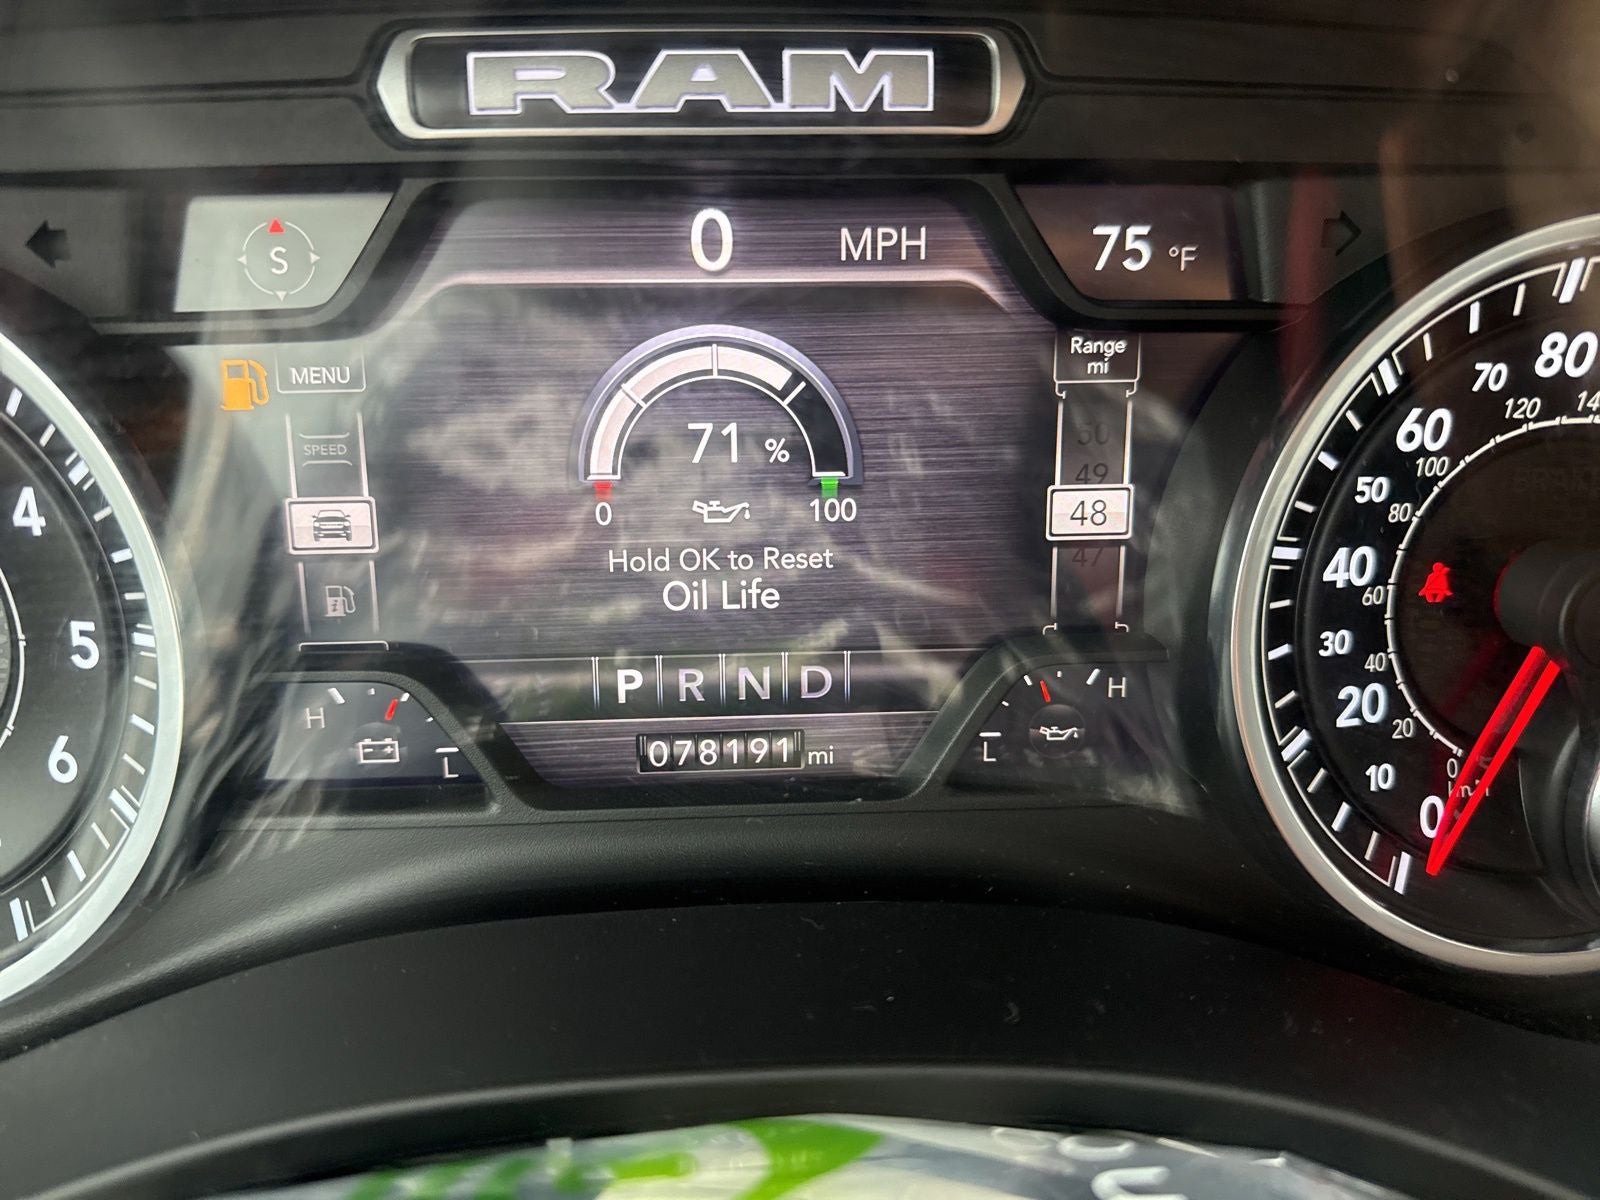 RAM
S
0 MPH
75 °F
MENU
Range
mi
SPEED
50
49
48
47
71 %
0
100
Hold OK to Reset
Oil Life
P R N D
H
L
H
L
078191 mi
4
5
6
80
70
60
50
40
30
20
10
0
120
100
80
60
40
20
0
km/h